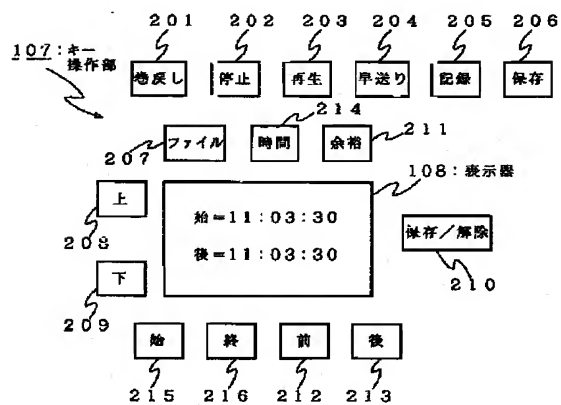 201 202 203 204 205 206
107:キー操作部
巻戻し 停止 再生 早送り 記録 保存
214
207 ファイル 時間 余裕 211
108:表示器
上
208
始=11:03:30
後=11:03:30
保存/解除
210
下
209
始 終 前 後
215 216 212 213